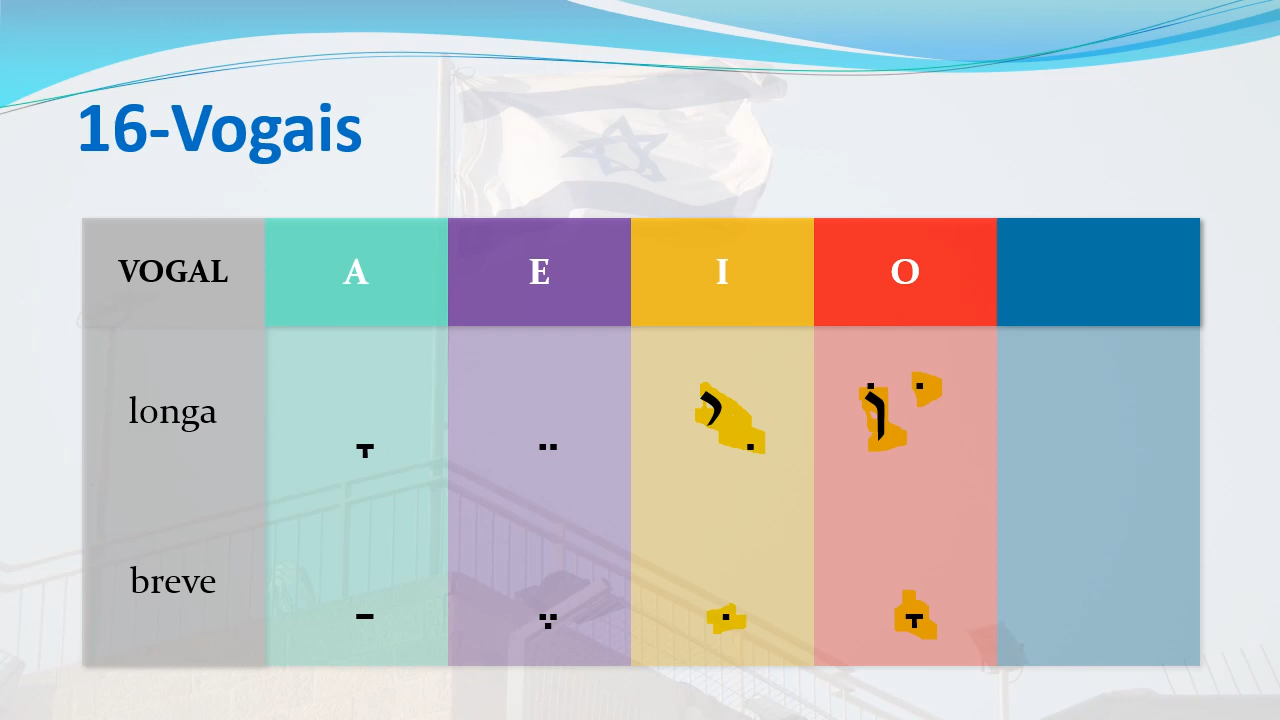 16-Vogais
VOGAL A E I O
longa ָ ֵ ִי וֹ ֹ
breve ַ ֶ ִ ָ